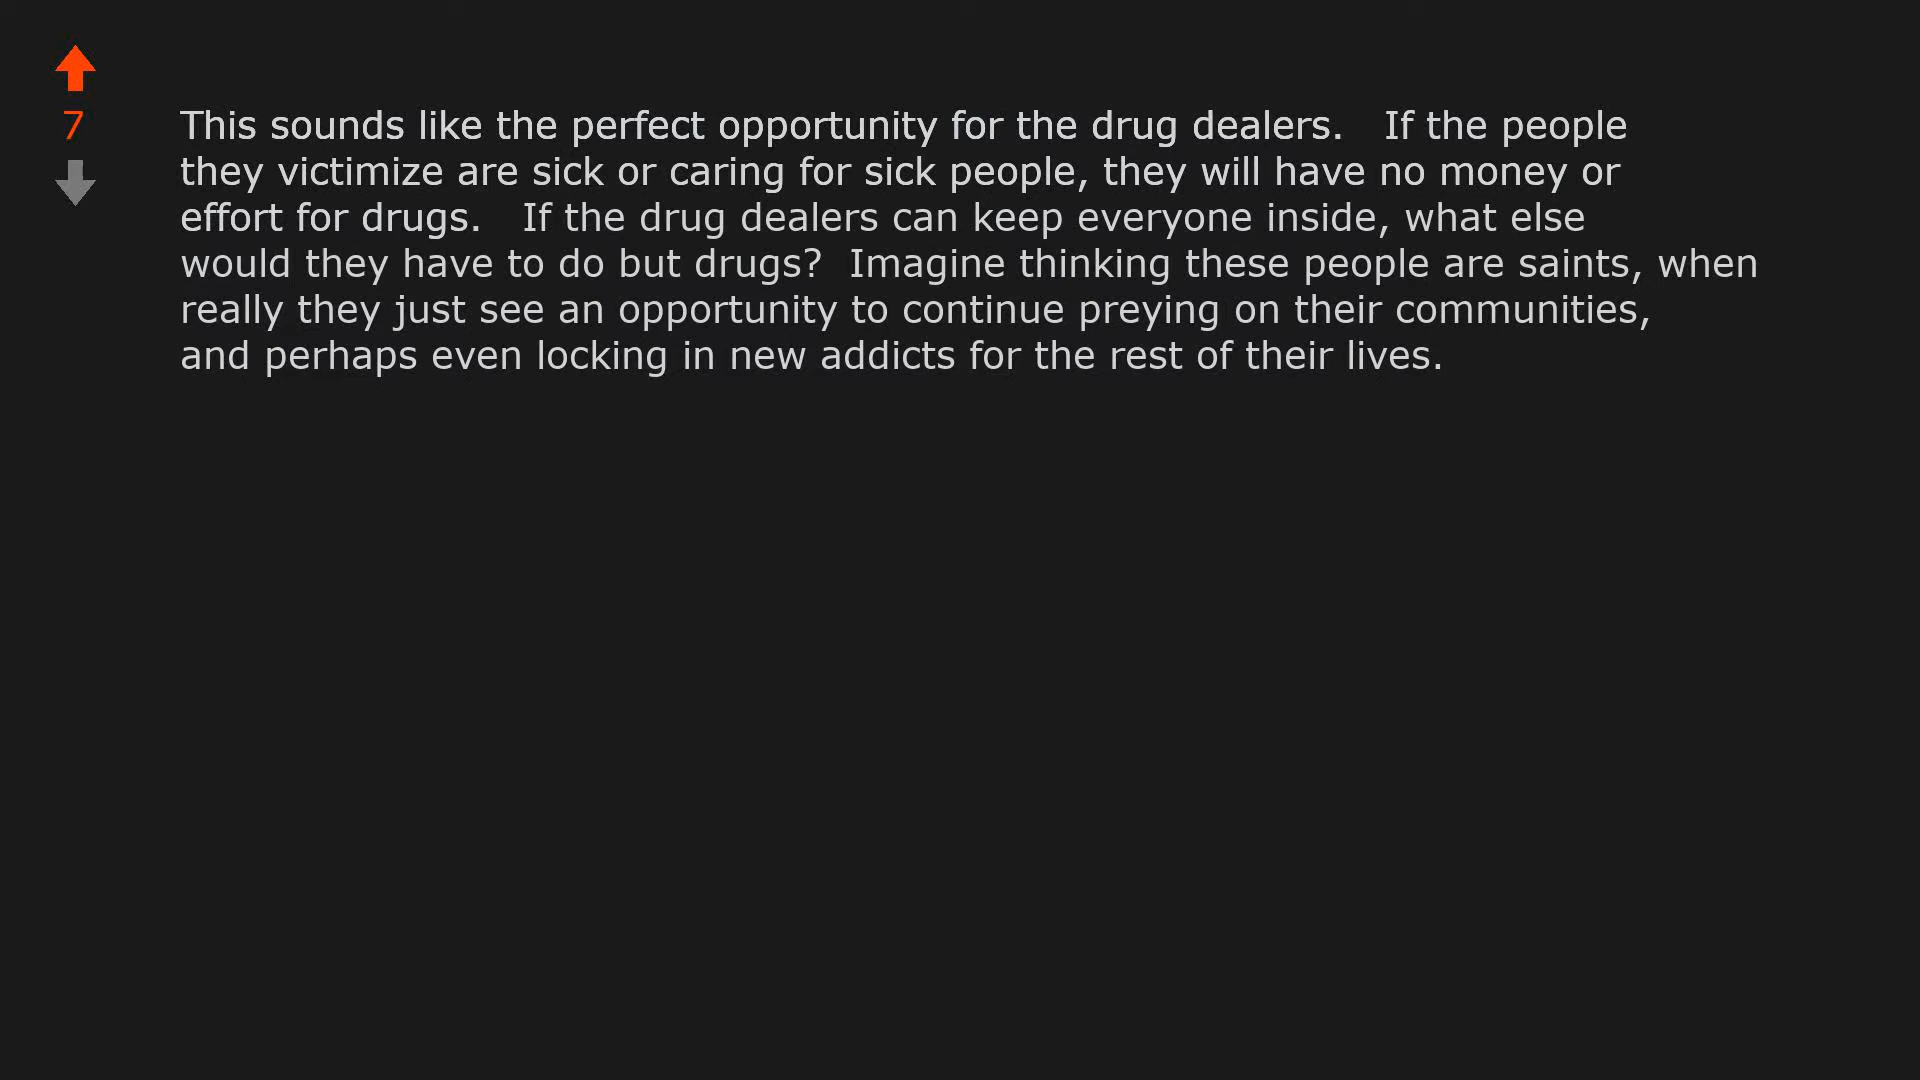 7
This sounds like the perfect opportunity for the drug dealers.   If the people
they victimize are sick or caring for sick people, they will have no money or
effort for drugs.   If the drug dealers can keep everyone inside, what else
would they have to do but drugs?  Imagine thinking these people are saints, when
really they just see an opportunity to continue preying on their communities,
and perhaps even locking in new addicts for the rest of their lives.